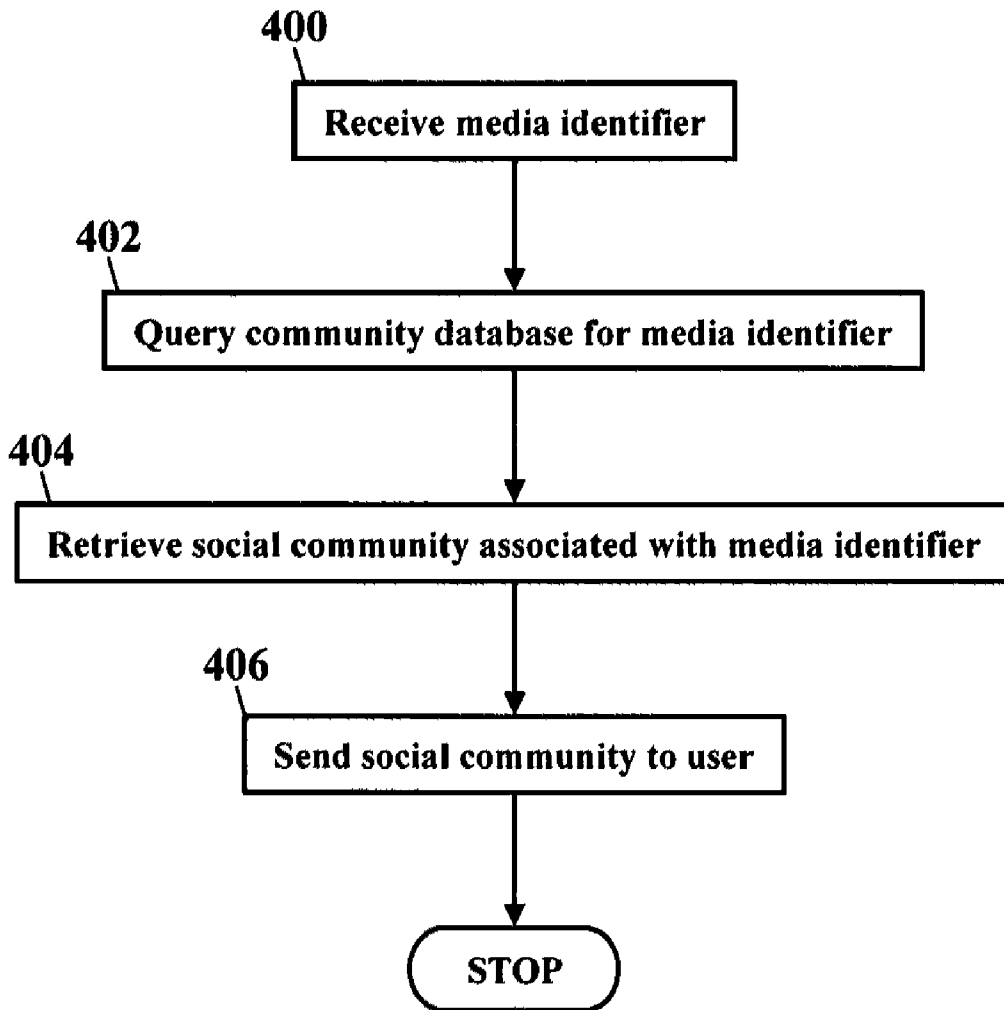 400
Receive media identifier
402
Query community database for media identifier
404
Retrieve social community associated with media identifier
406
Send social community to user
STOP